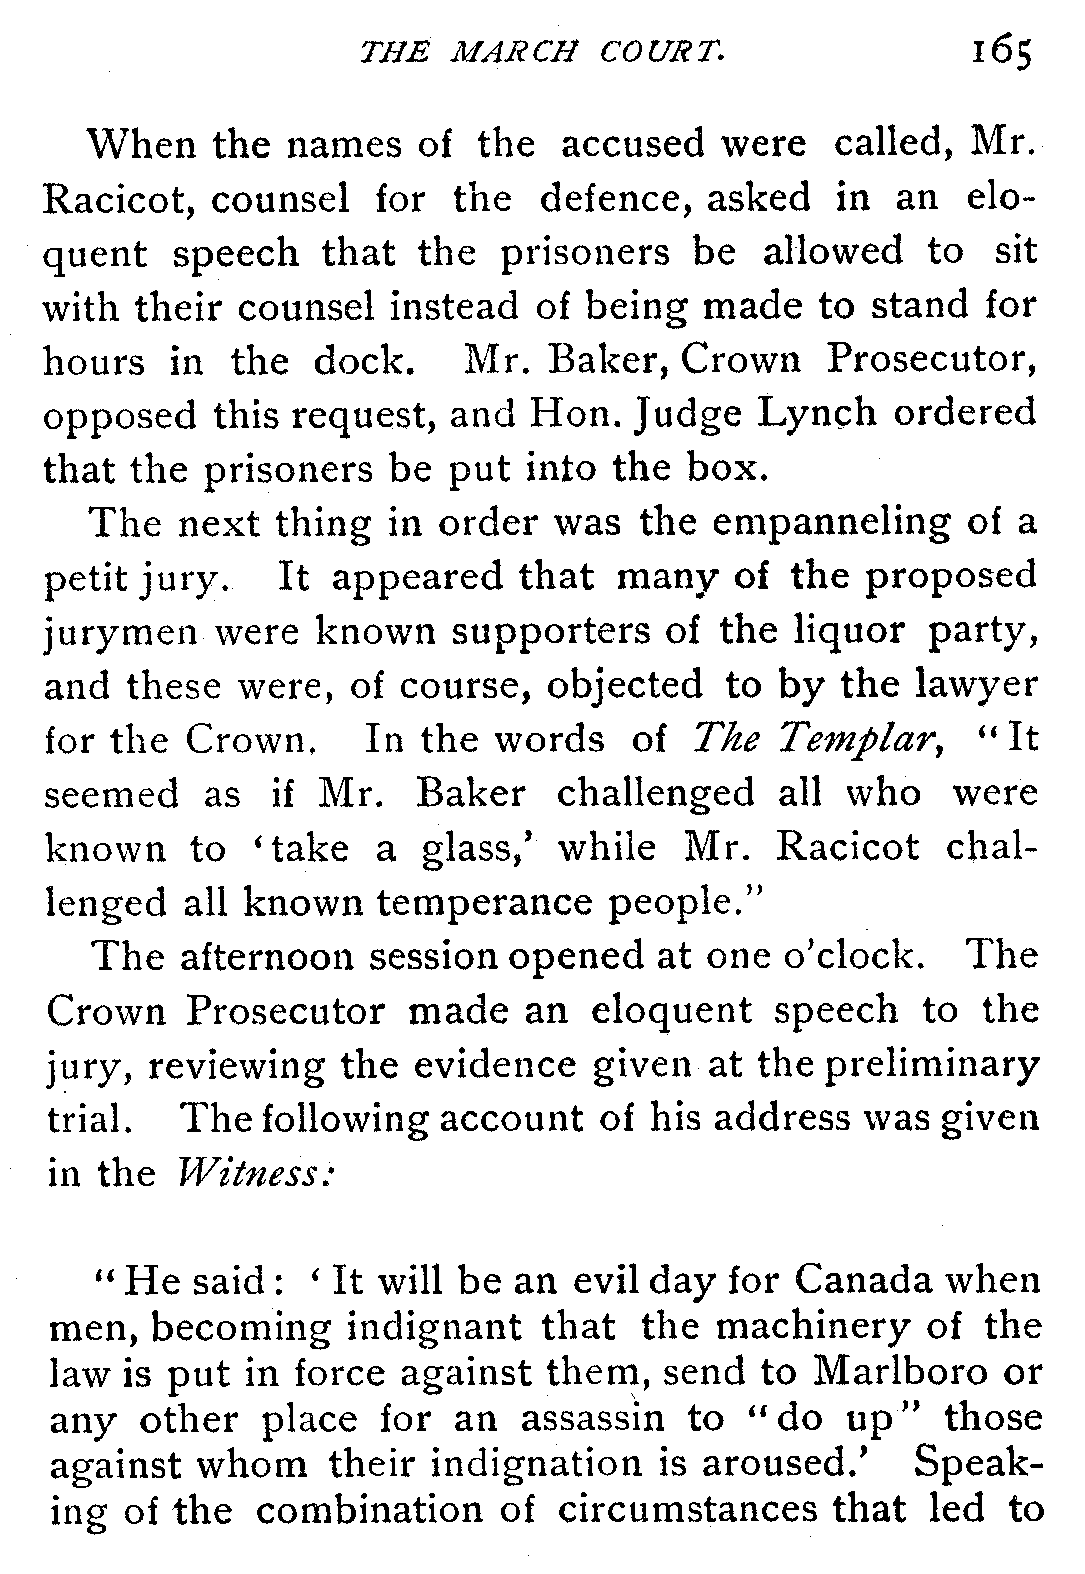 THE MARCH COURT. 165
When the names of the accused were called, Mr.
Racicot, counsel for the defence, asked in an elo-
quent speech that the prisoners be allowed to sit
with their counsel instead of being made to stand for
hours in the dock. Mr. Baker, Crown Prosecutor,
opposed this request, and Hon. Judge Lynch ordered
that the prisoners be put into the box.
The next thing in order was the empanneling of a
petit jury. It appeared that many of the proposed
jurymen were known supporters of the liquor party,
and these were, of course, objected to by the lawyer
for the Crown. In the words of The Templar, "It
seemed as if Mr. Baker challenged all who were
known to 'take a glass,' while Mr. Racicot chal-
lenged all known temperance people."
The afternoon session opened at one o'clock. The
Crown Prosecutor made an eloquent speech to the
jury, reviewing the evidence given at the preliminary
trial. The following account of his address was given
in the Witness:
"He said: 'It will be an evil day for Canada when
men, becoming indignant that the machinery of the
law is put in force against them, send to Marlboro or
any other place for an assassin to "do up" those
against whom their indignation is aroused.' Speak-
ing of the combination of circumstances that led to